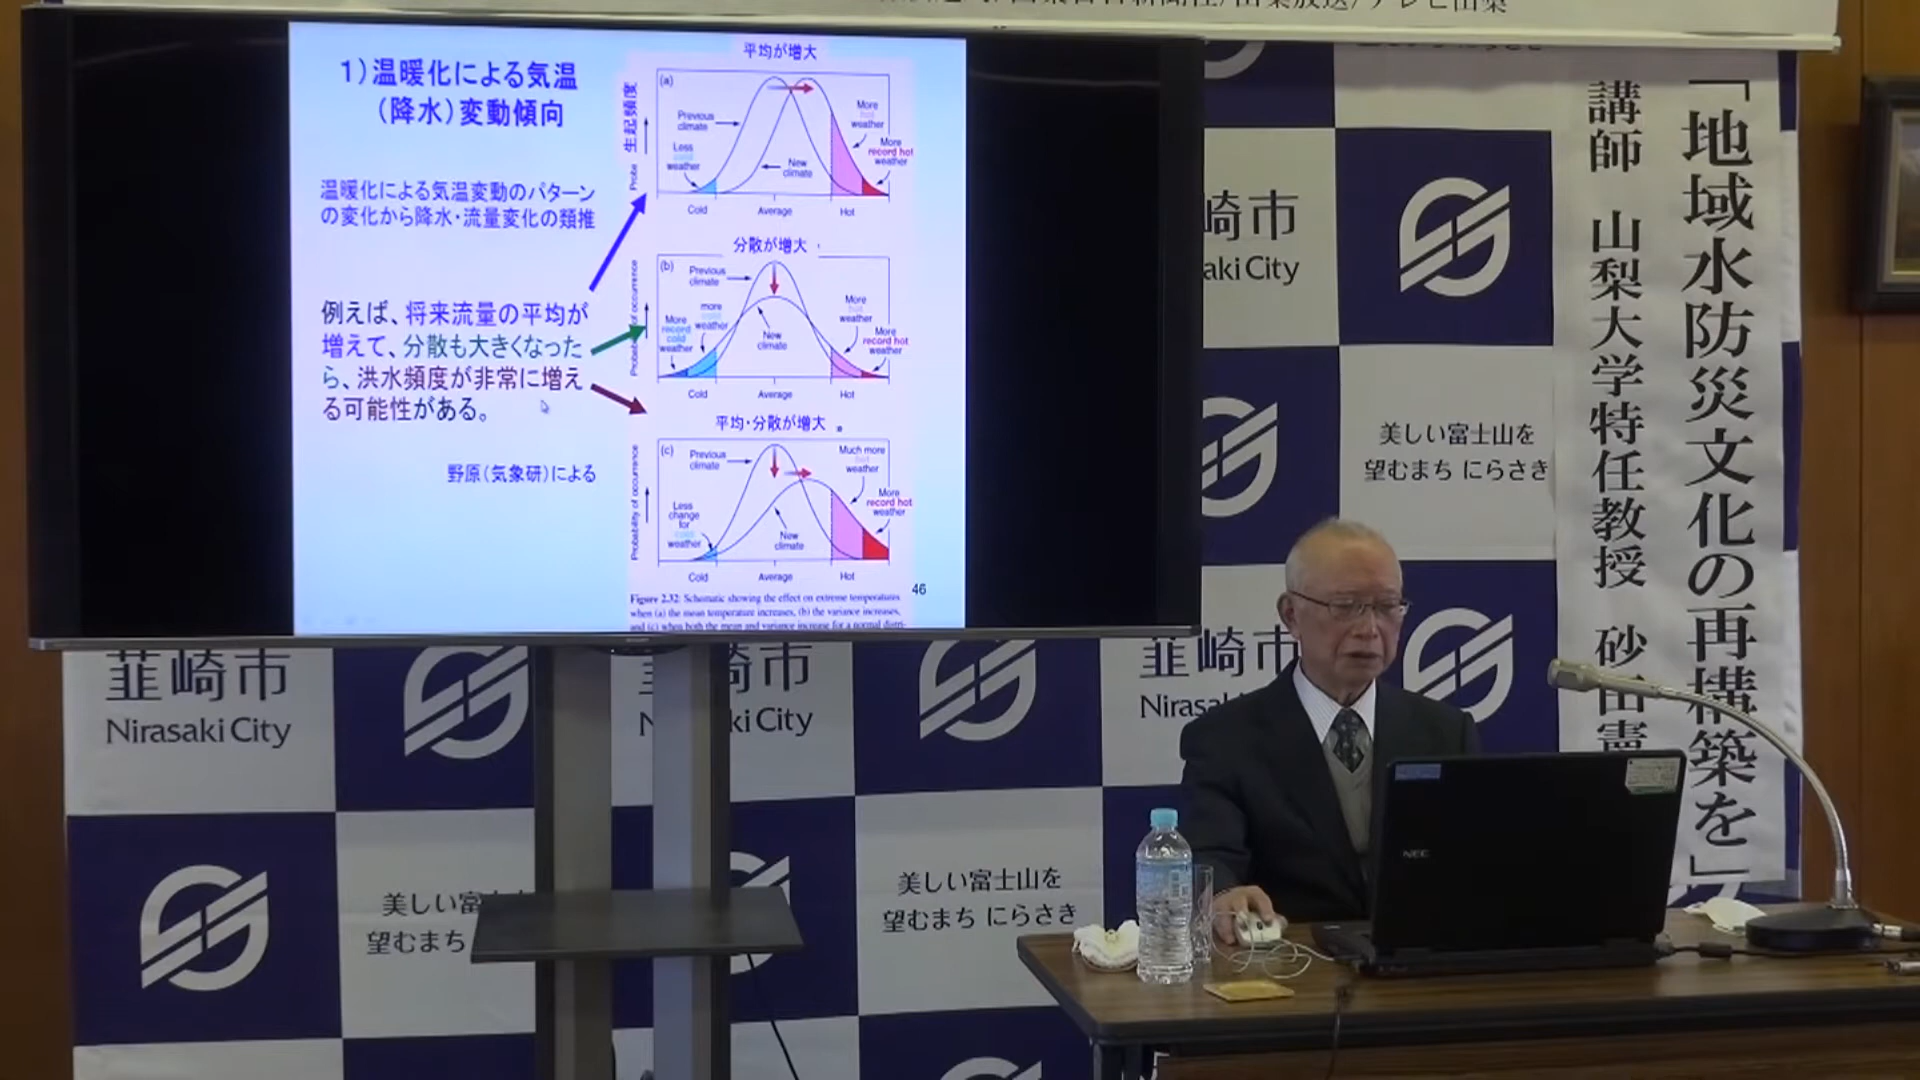 1）温暖化による気温
（降水）変動傾向
温暖化による気温変動のパターン
の変化から降水・流量変化の類推
例えば、将来流量の平均が
増えて、分散も大きくなった
ら、洪水頻度が非常に増え
る可能性がある。
野原（気象研）による
平均が増大
生起頻度
(a)
Previous
climate
Less
cold
weather
New
climate
More
hot
weather
More
record hot
weather
Cold Average Hot
分散が増大
(b)
Previous
climate
More
record
cold
weather
more
cold
weather
New
climate
More
hot
weather
More
record hot
weather
Cold Average Hot
平均・分散が増大
Probability of occurrence
(c)
Previous
climate
Less
change
for
cold
weather
New
climate
Much more
hot
weather
More
record hot
weather
Cold Average Hot
46
Figure 2.32: Schematic showing the effect on extreme temperatures
when (a) the mean temperature increases, (b) the variance increases,
and (c) when both the mean and variance increase for a normal distri-
「地域水防災文化の再構築を」
講師 山梨大学特任教授 砂田憲
崎市
aki City
美しい富士山を
望むまち にらさき
韮崎市
Nirasaki City
崎市
ki City
韮崎市
Nirasa
美しい富
望むまち
美しい富士山を
望むまち にらさき
NEC